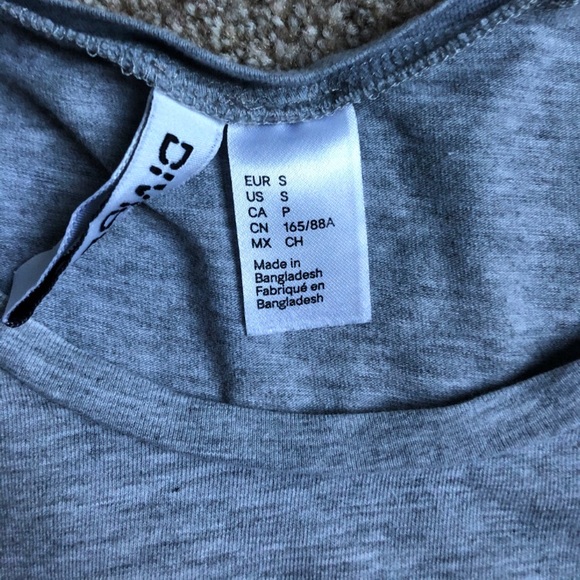 EUR S
US S
CA P
CN 165/88A
MX CH
Made in
Bangladesh
Fabriqué en
Bangladesh